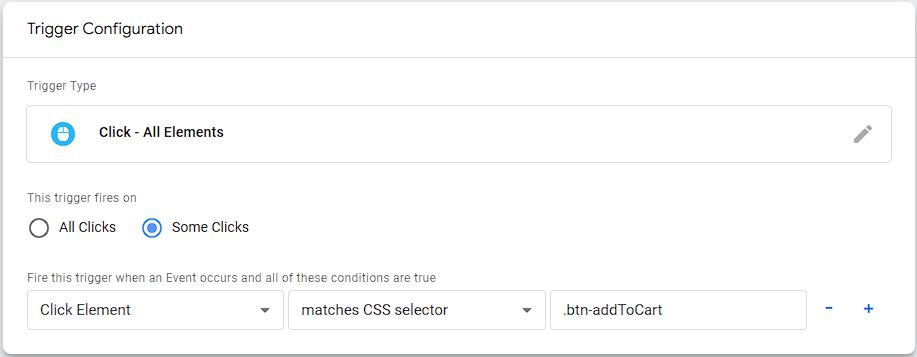 Trigger Configuration
Trigger Type
Click - All Elements
This trigger fires on
All Clicks Some Clicks
Fire this trigger when an Event occurs and all of these conditions are true
Click Element matches CSS selector .btn-addToCart - +